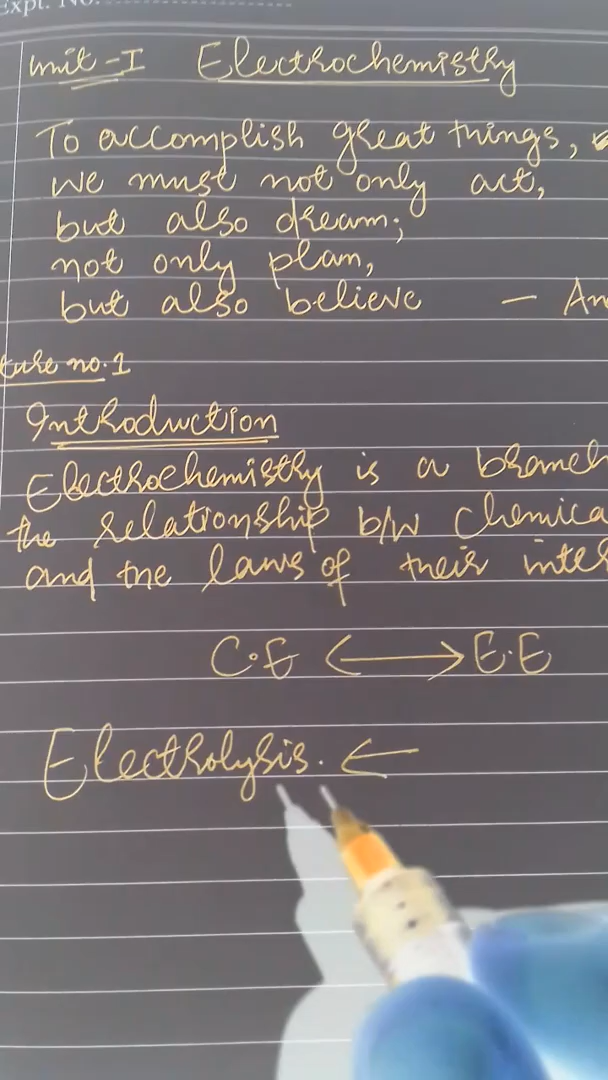 Expt. No.
Unit-I Electrochemistry
To accomplish great things,
we must not only act,
but also dream;
not only plan,
but also believe — An
ture no.1
Introduction
Electrochemistry is a branch
the relationship b/w chemica
and the laws of their inter
C.E ⟷ E.E
Electrolysis. ←